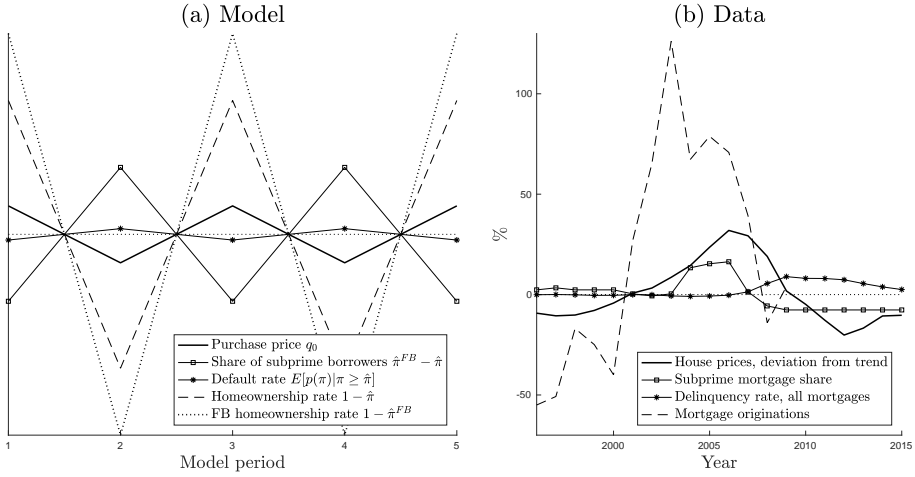 (a) Model
Purchase price q₀
Share of subprime borrowers π̂^{FB} − π̂
Default rate E[p(π)|π ≥ π̂]
Homeownership rate 1 − π̂
FB homeownership rate 1 − π̂^{FB}
1 2 3 4 5
Model period
(b) Data
%
100
50
0
-50
House prices, deviation from trend
Subprime mortgage share
Delinquency rate, all mortgages
Mortgage originations
2000 2005 2010 2015
Year